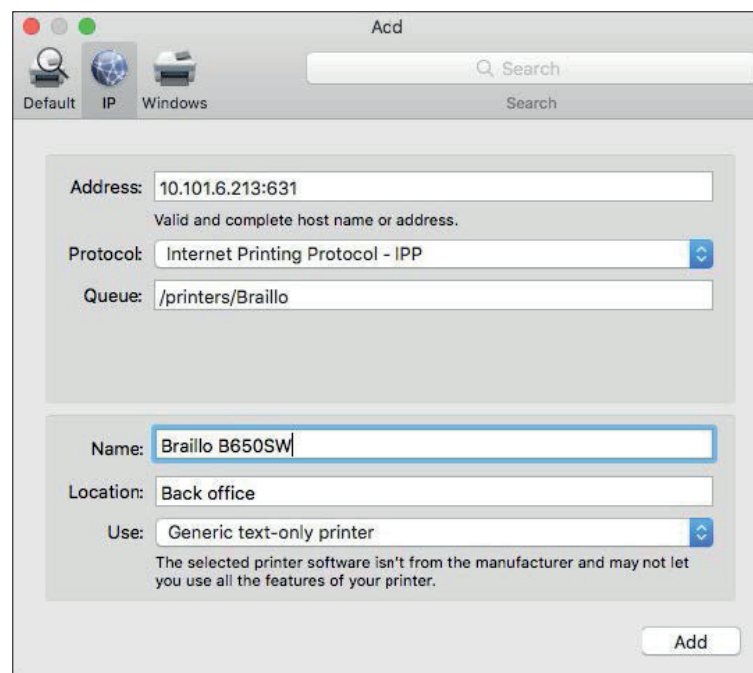 Acd
Default IP Windows
Search
Search
Address: 10.101.6.213:631
Valid and complete host name or address.
Protocol: Internet Printing Protocol - IPP
Queue: /printers/Braillo
Name: Braillo B650SW
Location: Back office
Use: Generic text-only printer
The selected printer software isn't from the manufacturer and may not let
you use all the features of your printer.
Add